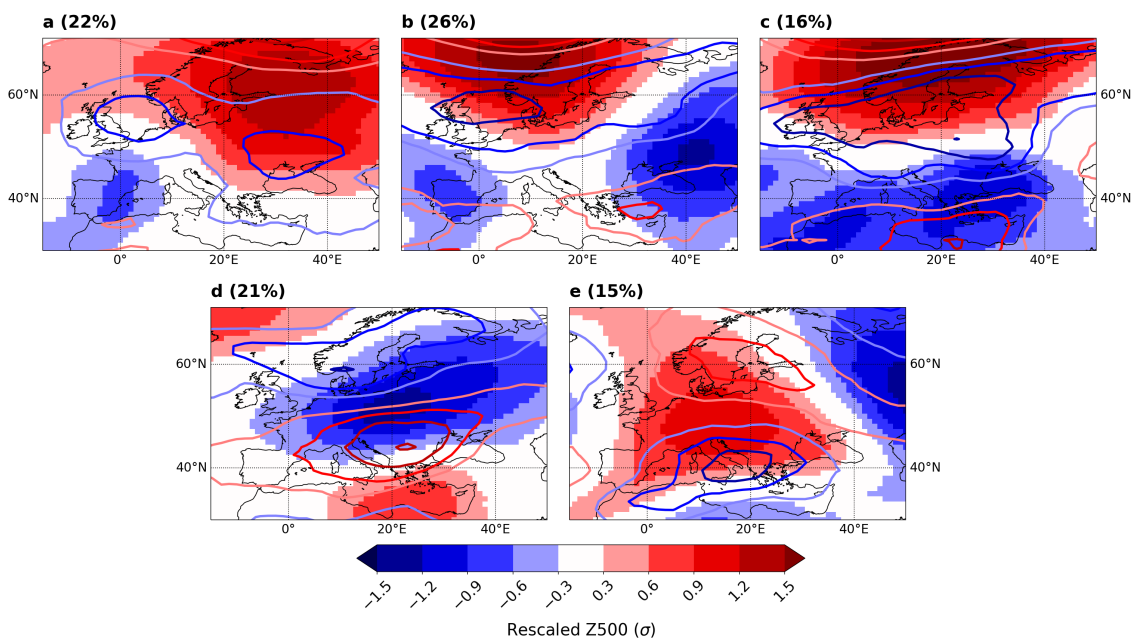 a (22%) b (26%) c (16%)
60°N 60°N
40°N 40°N
0° 20°E 40°E 0° 20°E 40°E 0° 20°E 40°E
d (21%) e (15%)
60°N 60°N
40°N 40°N
0° 20°E 40°E 0° 20°E 40°E
−1.5 −1.2 −0.9 −0.6 −0.3 0.3 0.6 0.9 1.2 1.5
Rescaled Z500 (σ)